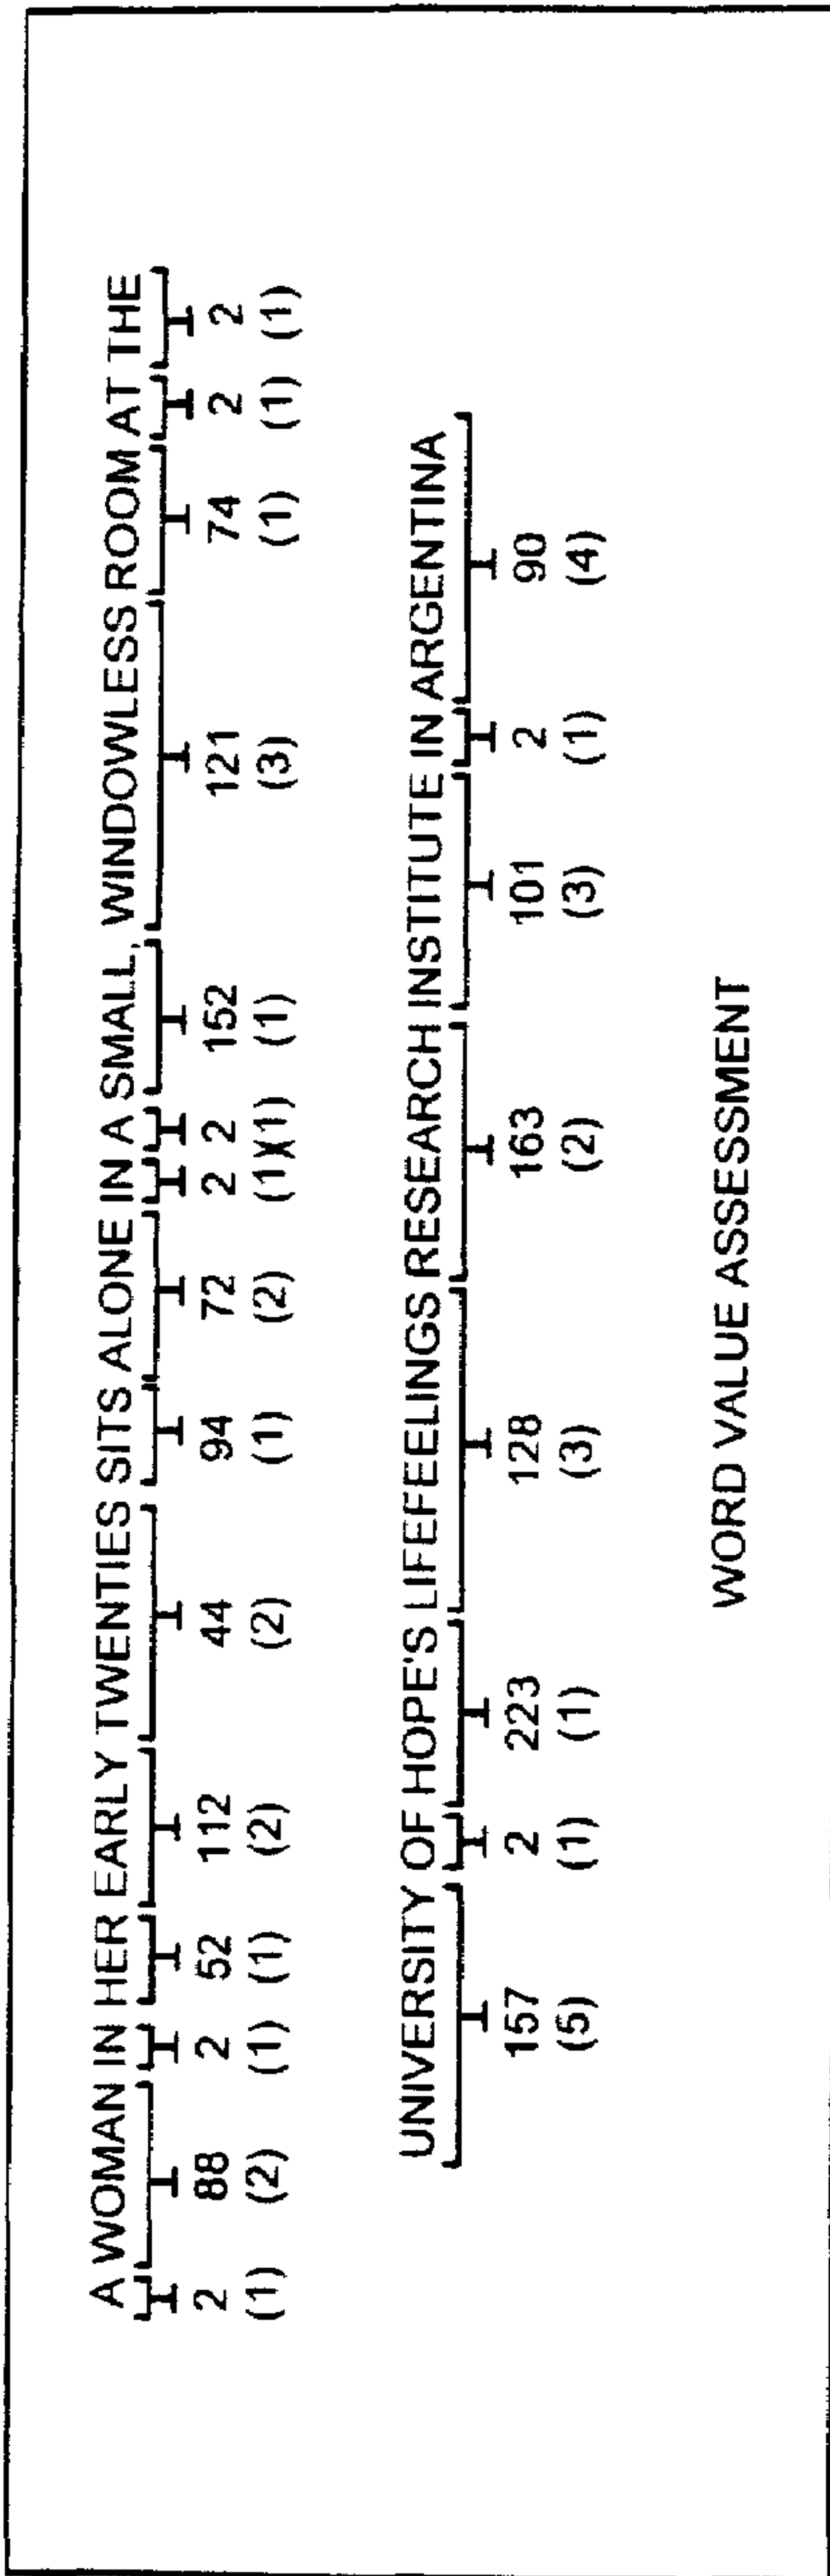 A WOMAN IN HER EARLY TWENTIES SITS ALONE IN A SMALL, WINDOWLESS ROOM AT THE
2 88 2 52 112 44 94 72 2 2 152 121 74 2 2
(1) (2) (1) (1) (2) (2) (1) (2) (1)(1) (1) (3) (1) (1) (1)
UNIVERSITY OF HOPE'S LIFEFEELINGS RESEARCH INSTITUTE IN ARGENTINA
157 2 223 128 163 101 2 90
(5) (1) (1) (3) (2) (3) (1) (4)
WORD VALUE ASSESSMENT